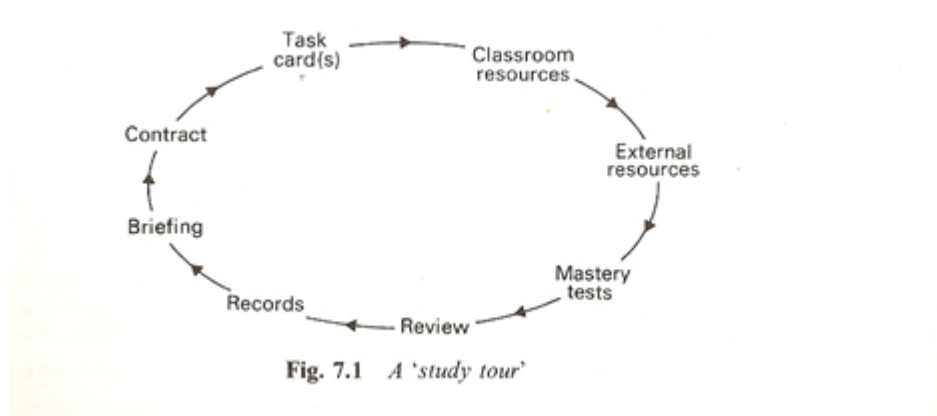 Task
card(s)
Classroom
resources
Contract
External
resources
Briefing
Mastery
tests
Records
Review
Fig. 7.1 A ‘study tour’